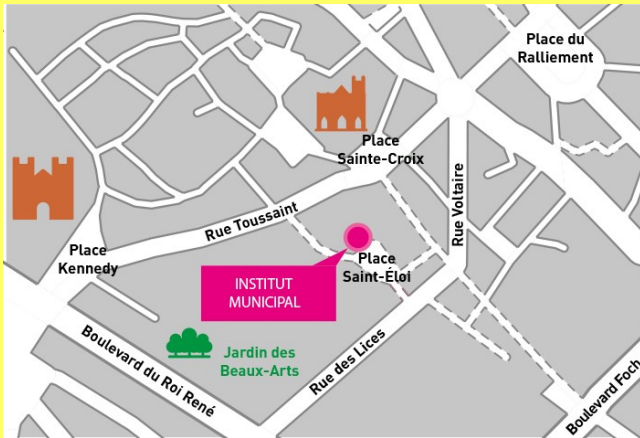 Place du
Ralliement
Place
Sainte-Croix
Rue Voltaire
Rue Toussaint
Place
Kennedy
Place
Saint-Éloi
INSTITUT
MUNICIPAL
Jardin des
Beaux-Arts
Rue des Lices
Boulevard du Roi René
Boulevard Foch